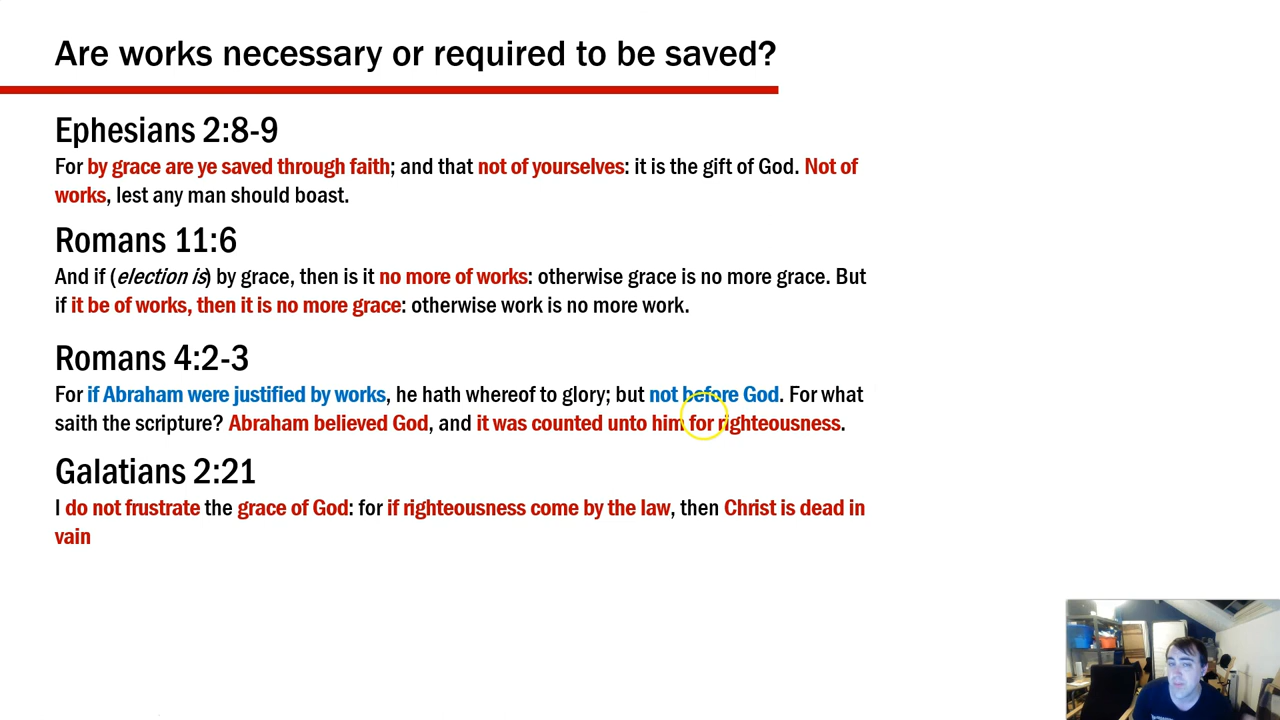 Are works necessary or required to be saved?
Ephesians 2:8-9
For by grace are ye saved through faith; and that not of yourselves: it is the gift of God. Not of
works, lest any man should boast.
Romans 11:6
And if (election is) by grace, then is it no more of works: otherwise grace is no more grace. But
if it be of works, then it is no more grace: otherwise work is no more work.
Romans 4:2-3
For if Abraham were justified by works, he hath whereof to glory; but not before God. For what
saith the scripture? Abraham believed God, and it was counted unto him for righteousness.
Galatians 2:21
I do not frustrate the grace of God: for if righteousness come by the law, then Christ is dead in
vain